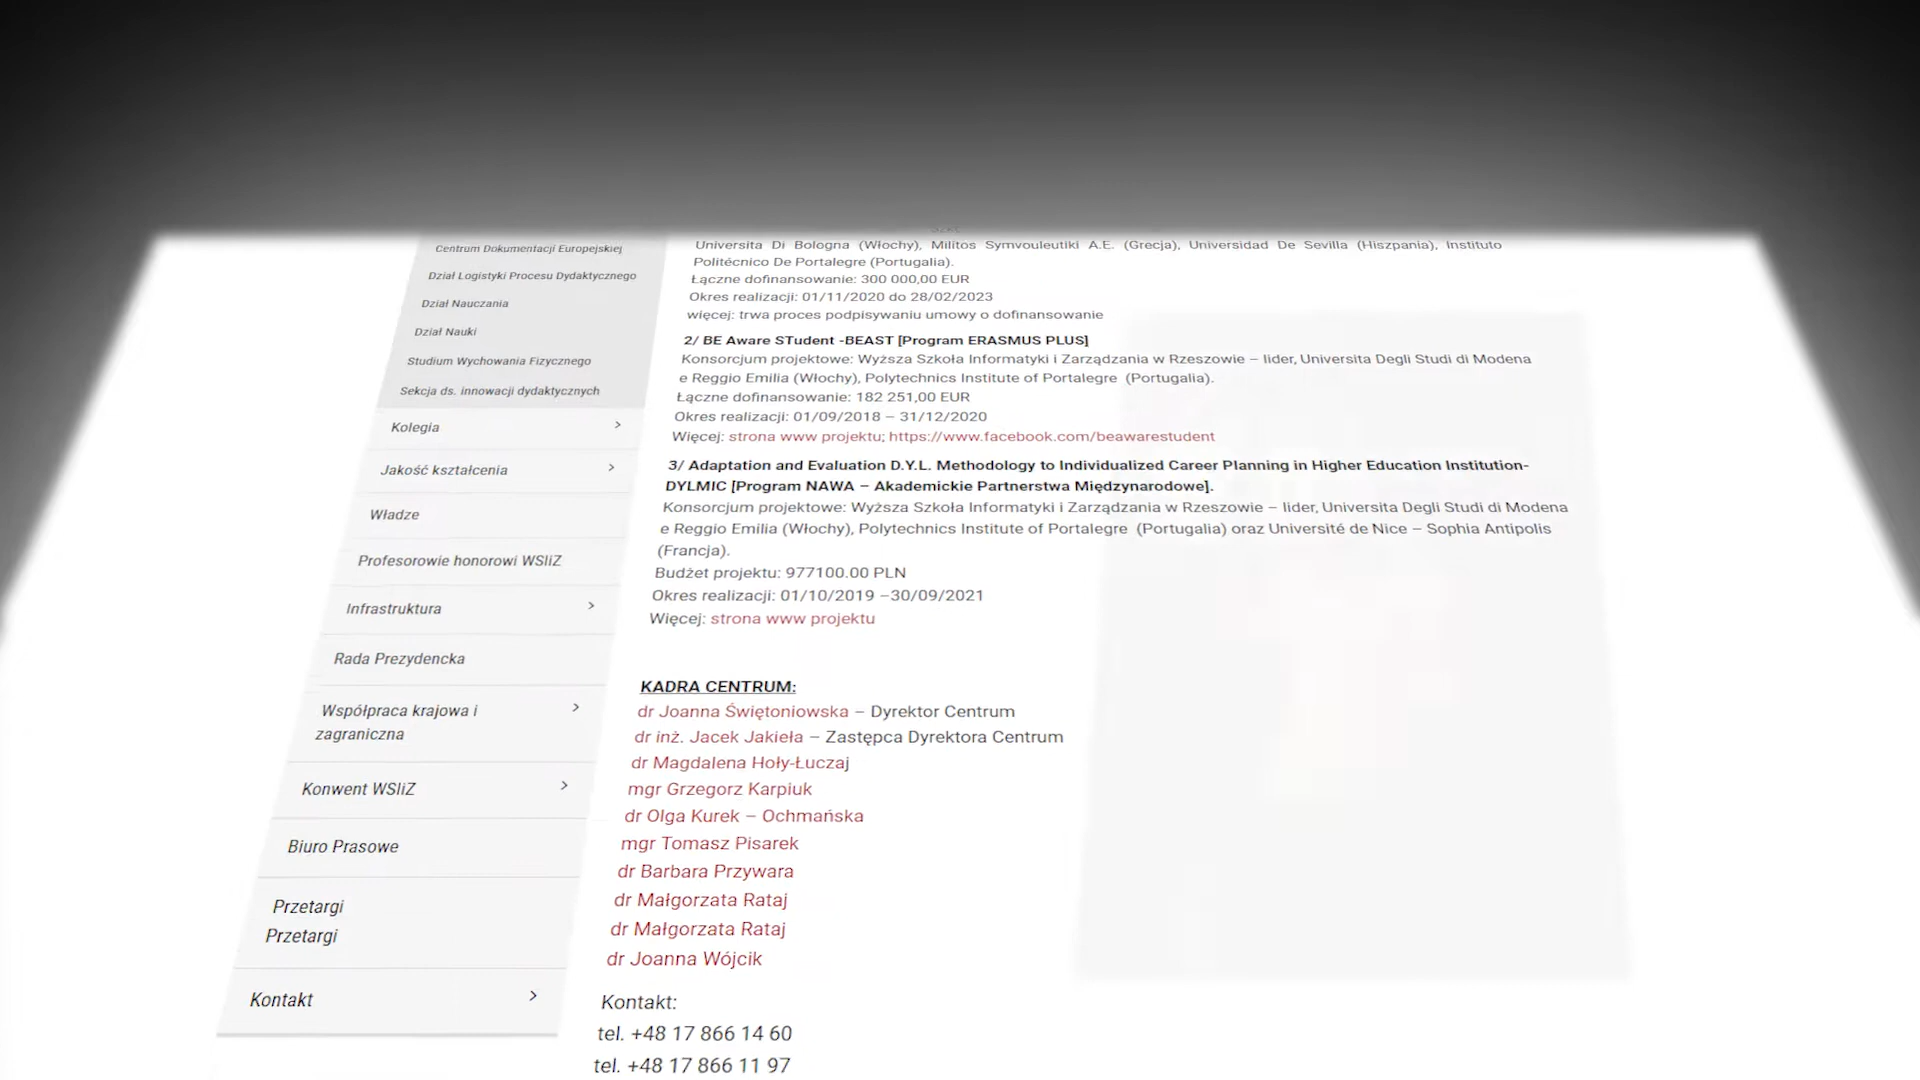 Centrum Dokumentacji Europejskiej
Dział Logistyki Procesu Dydaktycznego
Dział Nauczania
Dział Nauki
Studium Wychowania Fizycznego
Sekcja ds. innowacji dydaktycznych
Kolegia
Jakość kształcenia
Władze
Profesorowie honorowi WSIiZ
Infrastruktura
Rada Prezydencka
Współpraca krajowa i
zagraniczna
Konwent WSIiZ
Biuro Prasowe
Przetargi
Przetargi
Kontakt
Universita Di Bologna (Włochy), Militos Symvouleutiki A.E. (Grecja), Universidad De Sevilla (Hiszpania), Instituto
Politécnico De Portalegre (Portugalia).
Łączne dofinansowanie: 300 000,00 EUR
Okres realizacji: 01/11/2020 do 28/02/2023
więcej: trwa proces podpisywaniu umowy o dofinansowanie
2/ BE Aware STudent -BEAST [Program ERASMUS PLUS]
Konsorcjum projektowe: Wyższa Szkoła Informatyki i Zarządzania w Rzeszowie – lider, Universita Degli Studi di Modena
e Reggio Emilia (Włochy), Polytechnics Institute of Portalegre (Portugalia).
Łączne dofinansowanie: 182 251,00 EUR
Okres realizacji: 01/09/2018 – 31/12/2020
Więcej: strona www projektu; https://www.facebook.com/beawarestudent
3/ Adaptation and Evaluation D.Y.L. Methodology to Individualized Career Planning in Higher Education Institution-
DYLMIC [Program NAWA – Akademickie Partnerstwa Międzynarodowe].
Konsorcjum projektowe: Wyższa Szkoła Informatyki i Zarządzania w Rzeszowie – lider, Universita Degli Studi di Modena
e Reggio Emilia (Włochy), Polytechnics Institute of Portalegre (Portugalia) oraz Université de Nice – Sophia Antipolis
(Francja).
Budżet projektu: 977100.00 PLN
Okres realizacji: 01/10/2019 –30/09/2021
Więcej: strona www projektu
KADRA CENTRUM:
dr Joanna Świętoniowska – Dyrektor Centrum
dr inż. Jacek Jakieła – Zastępca Dyrektora Centrum
dr Magdalena Hoły-Łuczaj
mgr Grzegorz Karpiuk
dr Olga Kurek – Ochmańska
mgr Tomasz Pisarek
dr Barbara Przywara
dr Małgorzata Rataj
dr Małgorzata Rataj
dr Joanna Wójcik
Kontakt:
tel. +48 17 866 14 60
tel. +48 17 866 11 97